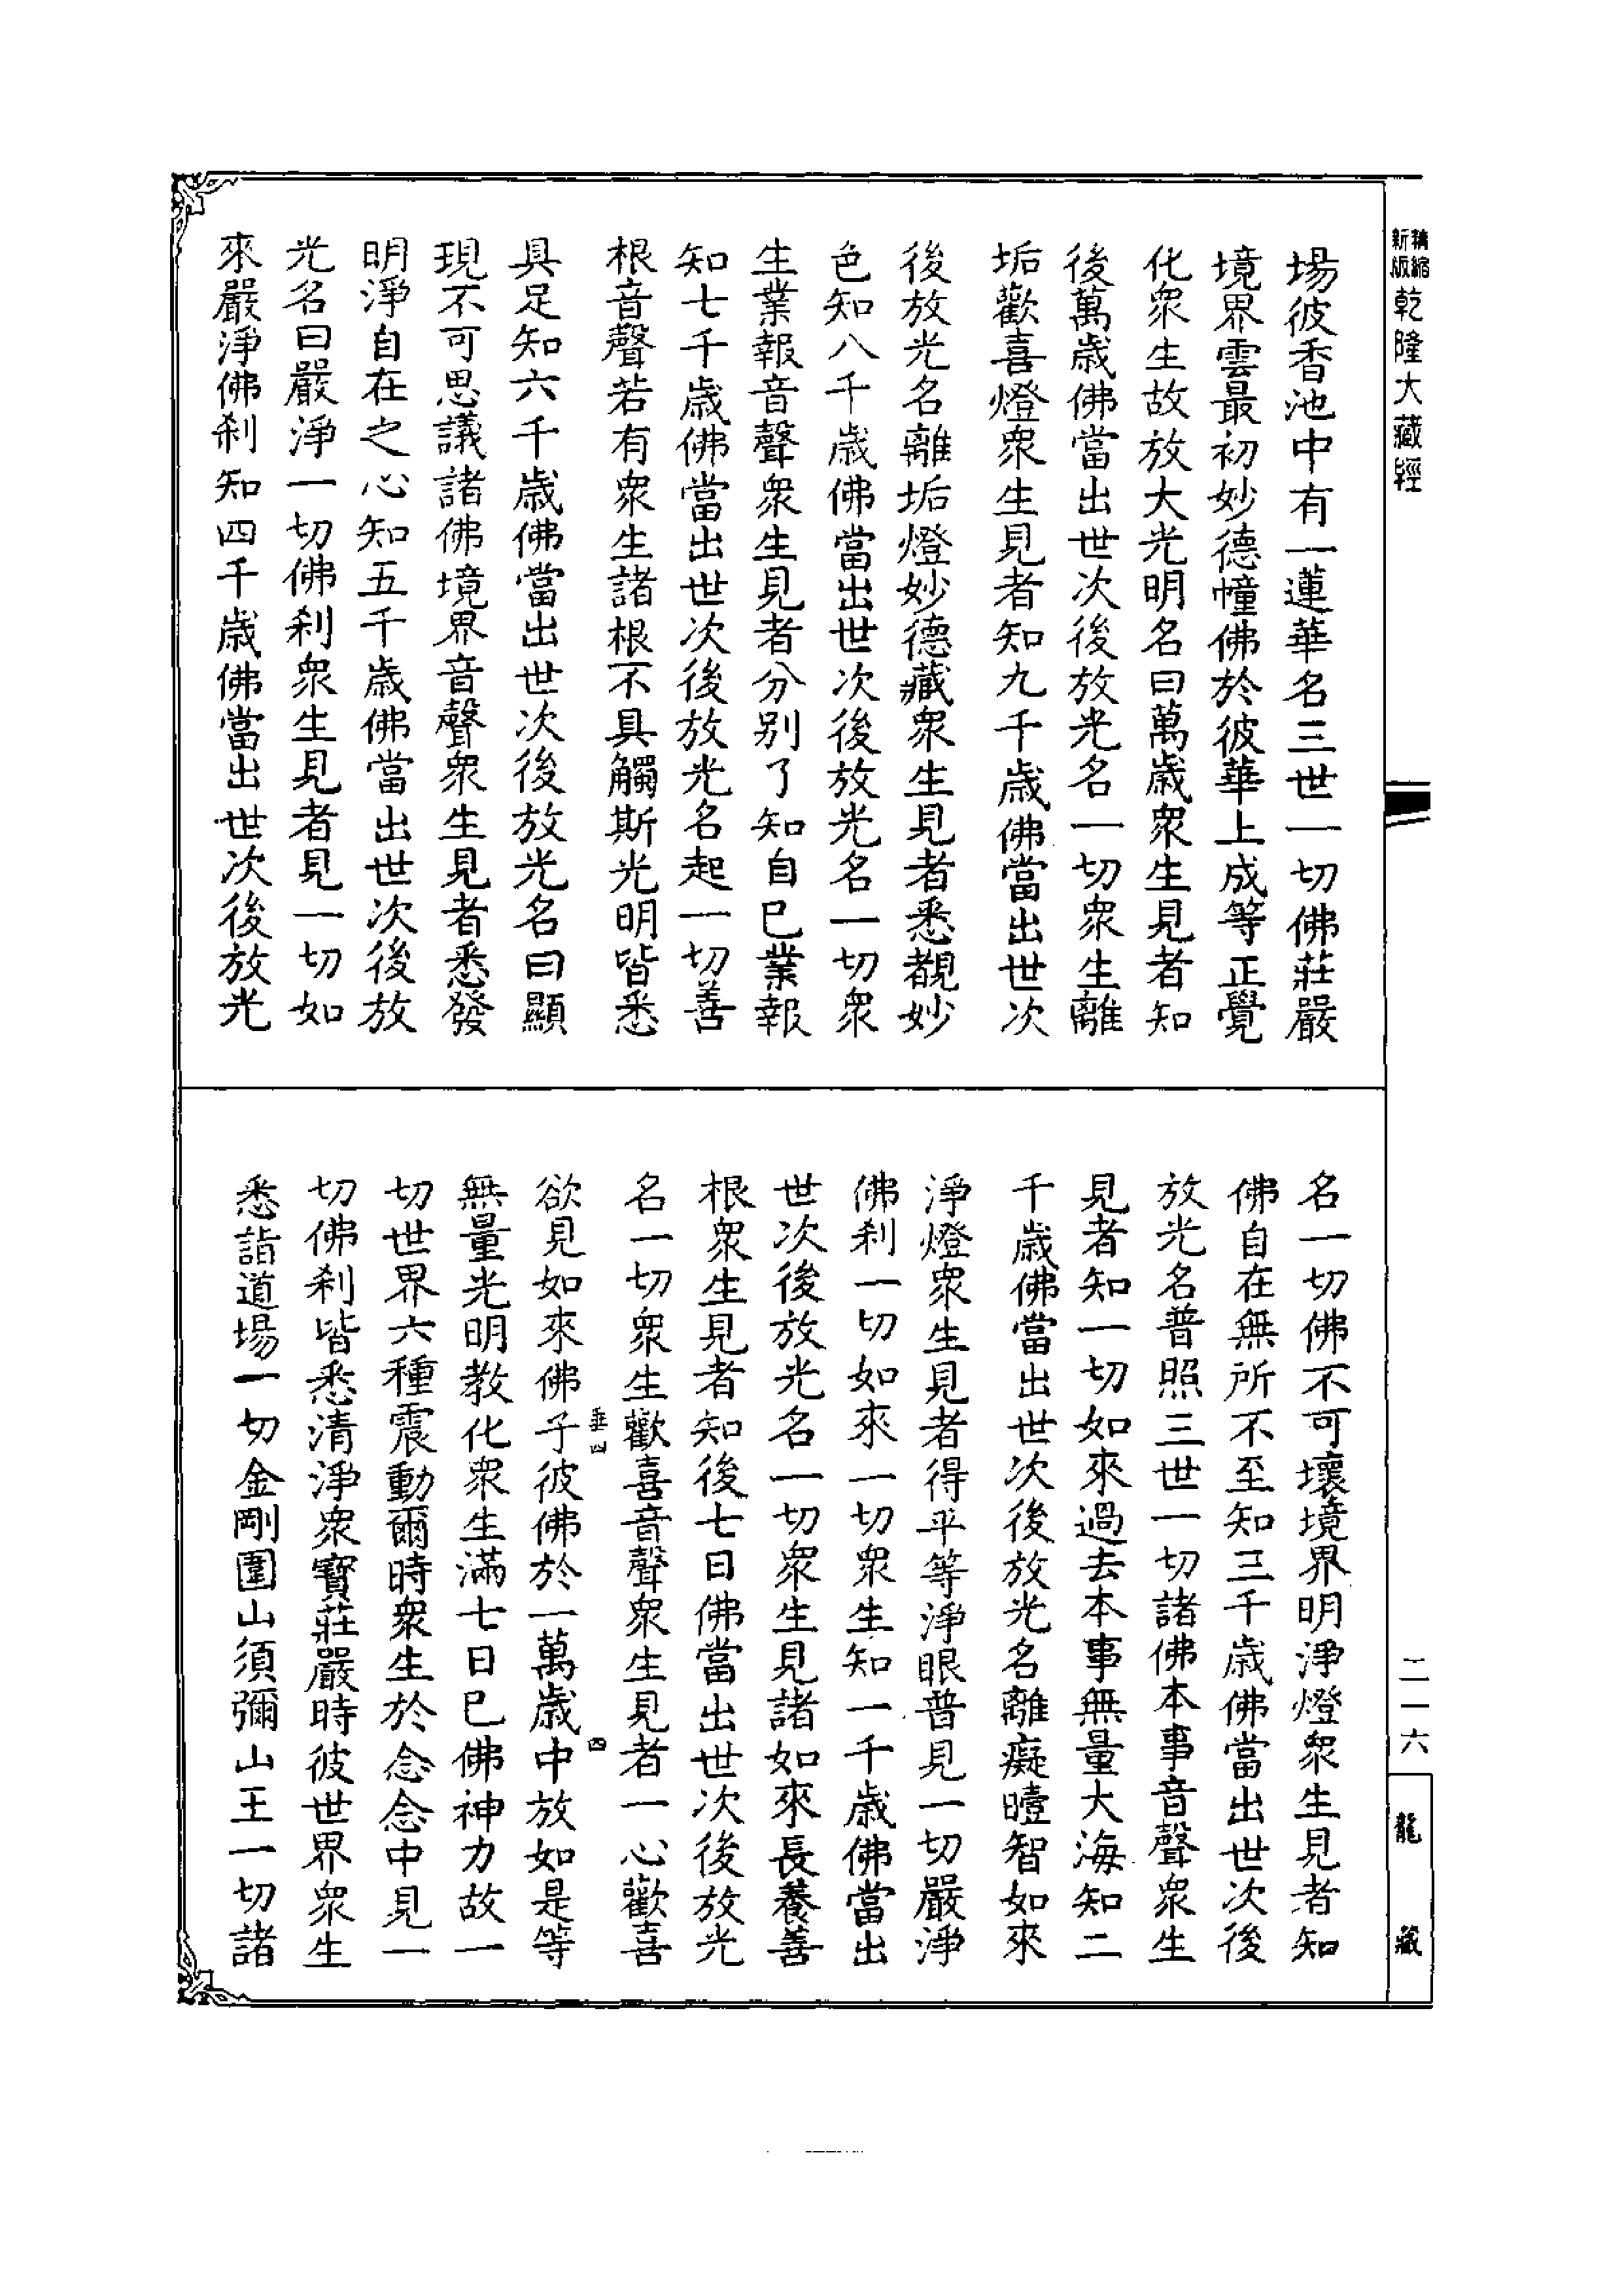 精縮新版乾隆大藏經
場彼香池中有一蓮華名三世一切佛莊嚴
境界雲最初妙德幢佛於彼華上成等正覺
化衆生故放大光明名曰萬歲衆生見者知
後萬歲佛當出世次後放光名一切衆生離
垢歡喜燈衆生見者知九千歲佛當出世次
後放光名離垢燈妙德藏衆生見者悉覩妙
色知八千歲佛當出世次後放光名一切衆
生業報音聲衆生見者分别了知自巳業報
知七千歲佛當出世次後放光名起一切善
根音聲若有衆生諸根不具觸斯光明皆悉
具足知六千歲佛當出世次後放光名曰顯
現不可思議諸佛境界音聲衆生見者悉發
明淨自在之心知五千歲佛當出世次後放
光名曰嚴淨一切佛刹衆生見者見一切如
來嚴淨佛刹知四千歲佛當出世次後放光
名一切佛不可壞境界明淨燈衆生見者知
佛自在無所不至知三千歲佛當出世次後
放光名普照三世一切諸佛本事音聲衆生
見者知一切如來過去本事無量大海知二
千歲佛當出世次後放光名離癡曀智如來
淨燈衆生見者得平等淨眼普見一切嚴淨
佛刹一切如來一切衆生知一千歲佛當出
世次後放光名一切衆生見諸如來長養善
根衆生見者知後七日佛當出世次後放光
名一切衆生歡喜音聲衆生見者一心歡喜
垂四 四
欲見如來佛子彼佛於一萬歲中放如是等
無量光明教化衆生滿七日巳佛神力故一
切世界六種震動爾時衆生於念念中見一
切佛刹皆悉清淨衆寶莊嚴時彼世界衆生
悉詣道場一切金剛圍山須彌山王一切諸
二一六
龍藏